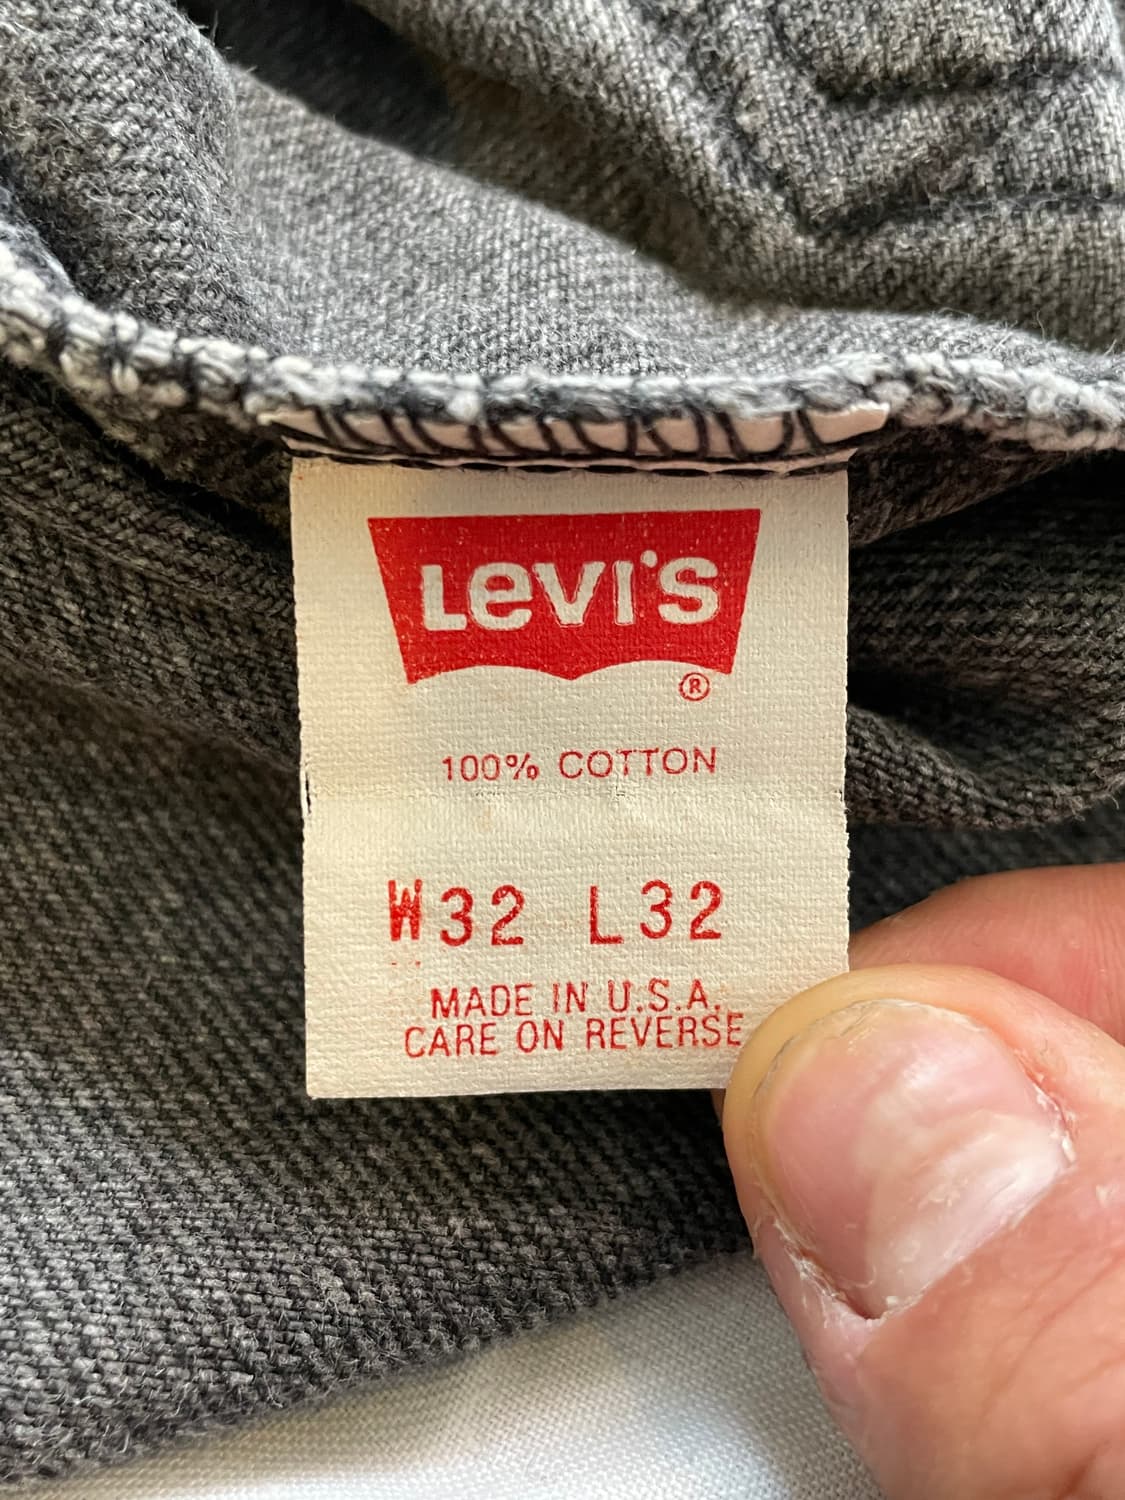 Levi's
®
100% COTTON
W32 L32
MADE IN U.S.A.
CARE ON REVERSE